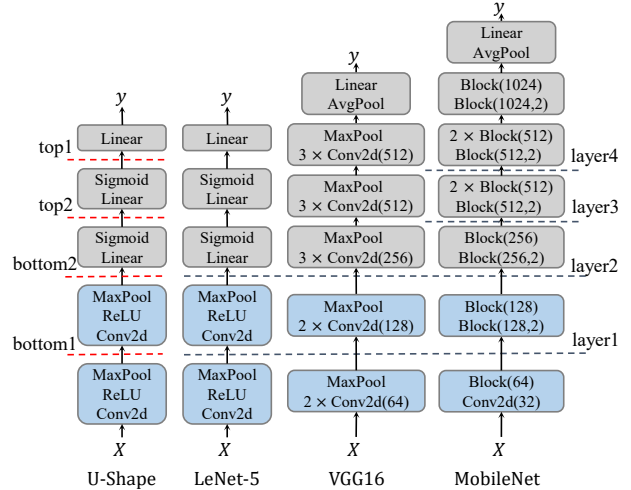 y
Linear
AvgPool
y
Linear
AvgPool
Block(1024)
Block(1024,2)
y
y
top1
Linear
Linear
MaxPool
3 × Conv2d(512)
2 × Block(512)
Block(512,2)
layer4
top2
Sigmoid
Linear
Sigmoid
Linear
MaxPool
3 × Conv2d(512)
2 × Block(512)
Block(512,2)
layer3
bottom2
Sigmoid
Linear
Sigmoid
Linear
MaxPool
3 × Conv2d(256)
Block(256)
Block(256,2)
layer2
bottom1
MaxPool
ReLU
Conv2d
MaxPool
ReLU
Conv2d
MaxPool
2 × Conv2d(128)
Block(128)
Block(128,2)
layer1
MaxPool
ReLU
Conv2d
MaxPool
ReLU
Conv2d
MaxPool
2 × Conv2d(64)
Block(64)
Conv2d(32)
X
X
X
X
U-Shape
LeNet-5
VGG16
MobileNet